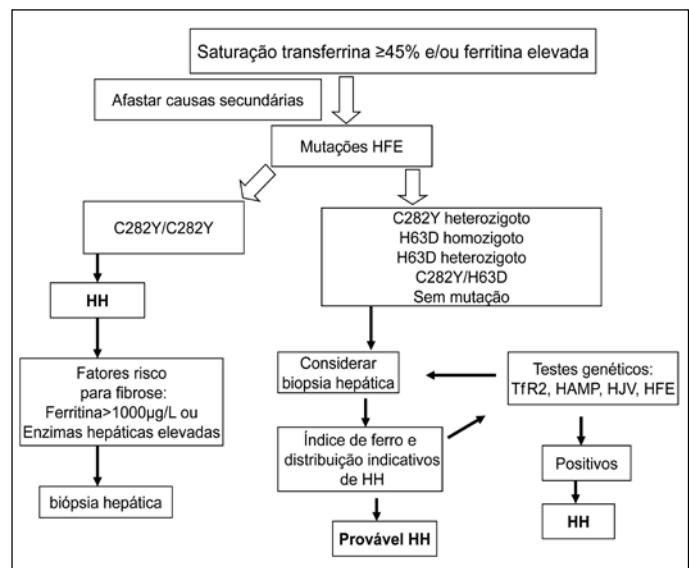 Saturação transferrina ≥45% e/ou ferritina elevada
Afastar causas secundárias
Mutações HFE
C282Y/C282Y
HH
Fatores risco
para fibrose:
Ferritina>1000µg/L ou
Enzimas hepáticas elevadas
biópsia hepática
C282Y heterozigoto
H63D homozigoto
H63D heterozigoto
C282Y/H63D
Sem mutação
Considerar
biopsia hepática
Índice de ferro e
distribuição indicativos
de HH
Provável HH
Testes genéticos:
TfR2, HAMP, HJV, HFE
Positivos
HH